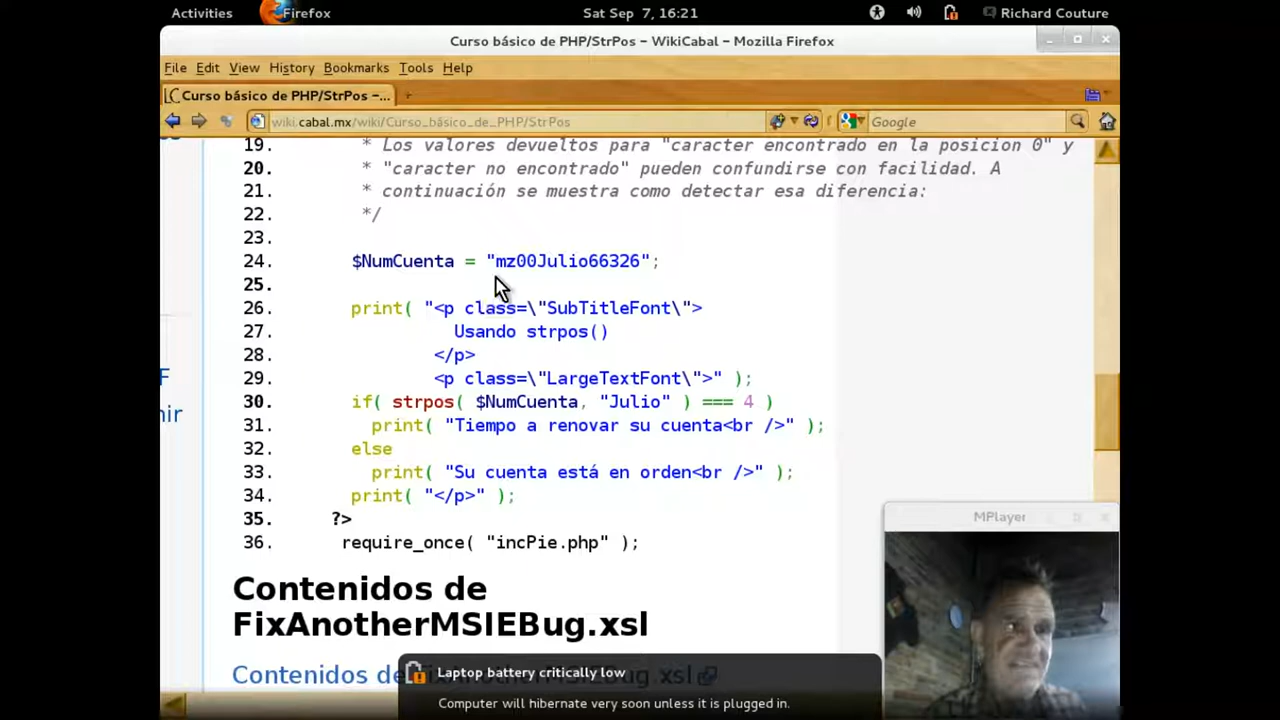 Activities Firefox Sat Sep 7, 16:21 Richard Couture
Curso básico de PHP/StrPos – WikiCabal – Mozilla Firefox
File Edit View History Bookmarks Tools Help
Curso básico de PHP/StrPos –...
wiki.cabal.mx/wiki/Curso_básico_de_PHP/StrPos Google
19. * Los valores devueltos para "caracter encontrado en la posicion 0" y
20. * "caracter no encontrado" pueden confundirse con facilidad. A
21. * continuación se muestra como detectar esa diferencia:
22. */
23.
24. $NumCuenta = "mz00Julio66326";
25.
26. print( "<p class=\"SubTitleFont\">
27. Usando strpos()
28. </p>
29. <p class=\"LargeTextFont\">" );
30. if( strpos( $NumCuenta, "Julio" ) === 4 )
31. print( "Tiempo a renovar su cuenta<br />" );
32. else
33. print( "Su cuenta está en orden<br />" );
34. print( "</p>" );
35. ?>
36. require_once( "incPie.php" );
F
nir
MPlayer
Contenidos de
FixAnotherMSIEBug.xsl
Contenidos de FixAnotherMSIEBug.xsl
Laptop battery critically low
Computer will hibernate very soon unless it is plugged in.